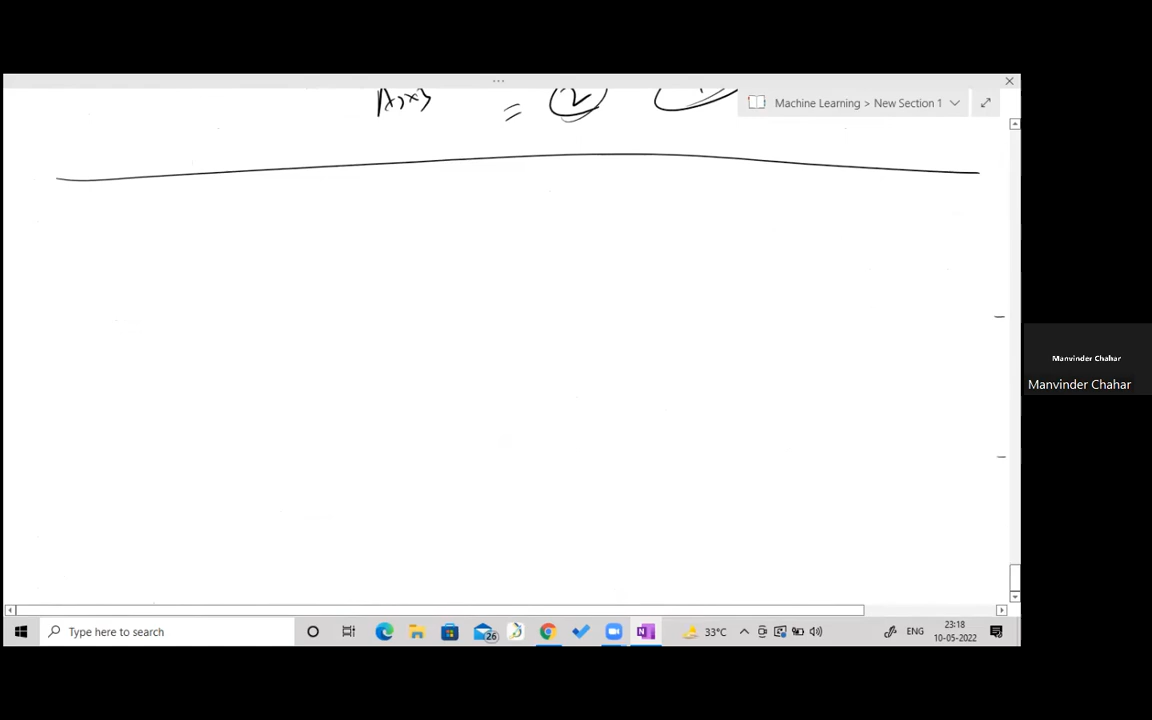 Machine Learning > New Section 1
Manvinder Chahar
Manvinder Chahar
Type here to search
26
33°C
ENG
23:18
10-05-2022